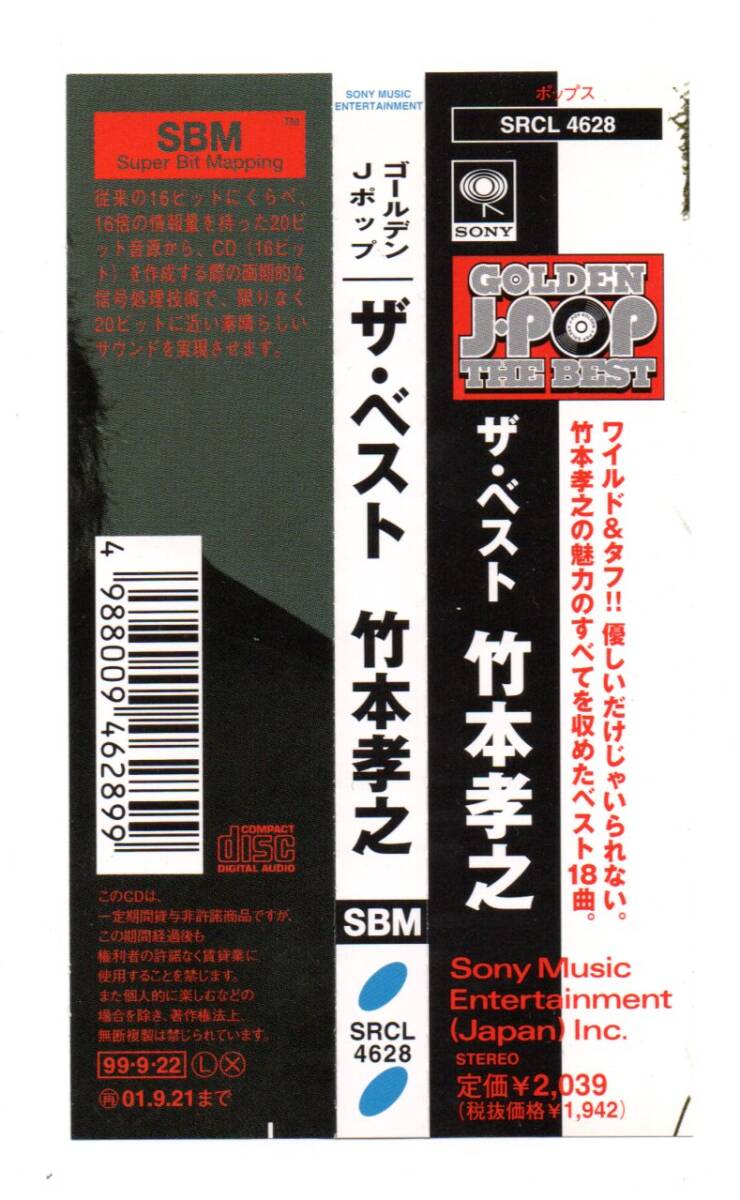 SBM
TM
Super Bit Mapping
従来の16ビットにくらべ、
16倍の情報量を持った20ビ
ット音源から、CD（16ビッ
ト）を作成する際の画期的な
信号処理技術で、限りなく
20ビットに近い素晴らしい
サウンドを実現させます。
4 988009 462899
COMPACT
disc
DIGITAL AUDIO
このCDは、
一定期間貸与非許諾商品ですが、
この期間経過後も
権利者の許諾なく賃貸業に
使用することを禁じます。
また個人的に楽しむなどの
場合を除き、著作権法上、
無断複製は禁じられています。
99・9・22 Ⓛ Ⓧ
㊢01.9.21まで
SONY MUSIC
ENTERTAINMENT
ゴールデン
Jポップ
ザ・ベスト 竹本孝之
SBM
SRCL
4628
ポップス
SRCL 4628
SONY
GOLDEN
J・POP
THE BEST
ザ・ベスト 竹本孝之
ワイルド&タフ!! 優しいだけじゃいられない。
竹本孝之の魅力のすべてを収めたベスト18曲。
Sony Music
Entertainment
(Japan) Inc.
STEREO
定価¥2,039
(税抜価格¥1,942)